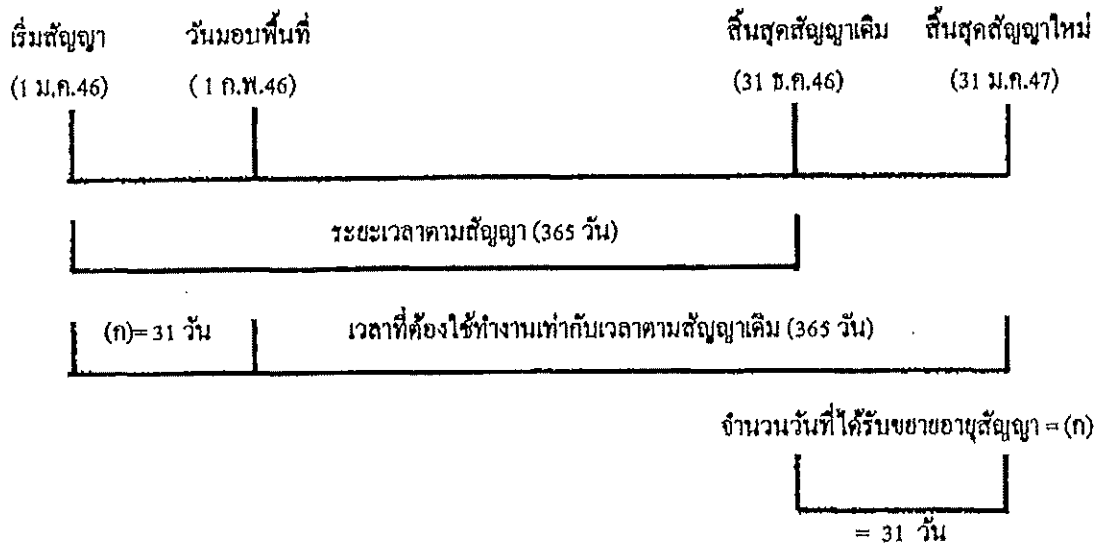 เริ่มสัญญา วันมอบพื้นที่ สิ้นสุดสัญญาเดิม สิ้นสุดสัญญาใหม่
(1 ม.ค.46) (1 ก.พ.46) (31 ธ.ค.46) (31 ม.ค.47)
ระยะเวลาตามสัญญา (365 วัน)
(ก)= 31 วัน เวลาที่ต้องใช้ทำงานเท่ากับเวลาตามสัญญาเดิม (365 วัน)
จำนวนวันที่ได้รับขยายอายุสัญญา = (ก)
= 31 วัน